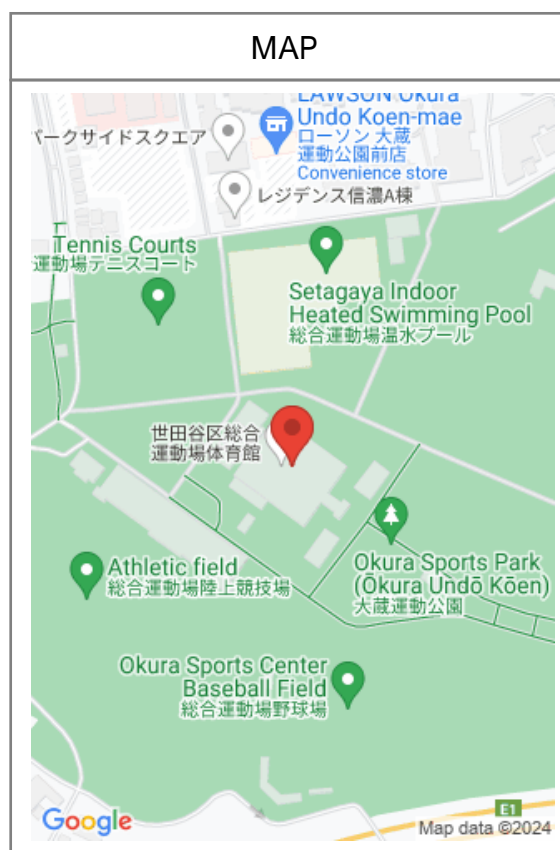 MAP
LAWSON Okura
Undo Koen-mae
ローソン 大蔵
運動公園前店
Convenience store
パークサイドスクエア
レジデンス信濃A棟
Tennis Courts
運動場テニスコート
Setagaya Indoor
Heated Swimming Pool
総合運動場温水プール
世田谷区総合
運動場体育館
Okura Sports Park
(Ōkura Undō Kōen)
大蔵運動公園
Athletic field
総合運動場陸上競技場
Okura Sports Center
Baseball Field
総合運動場野球場
E1
Google
Map data ©2024